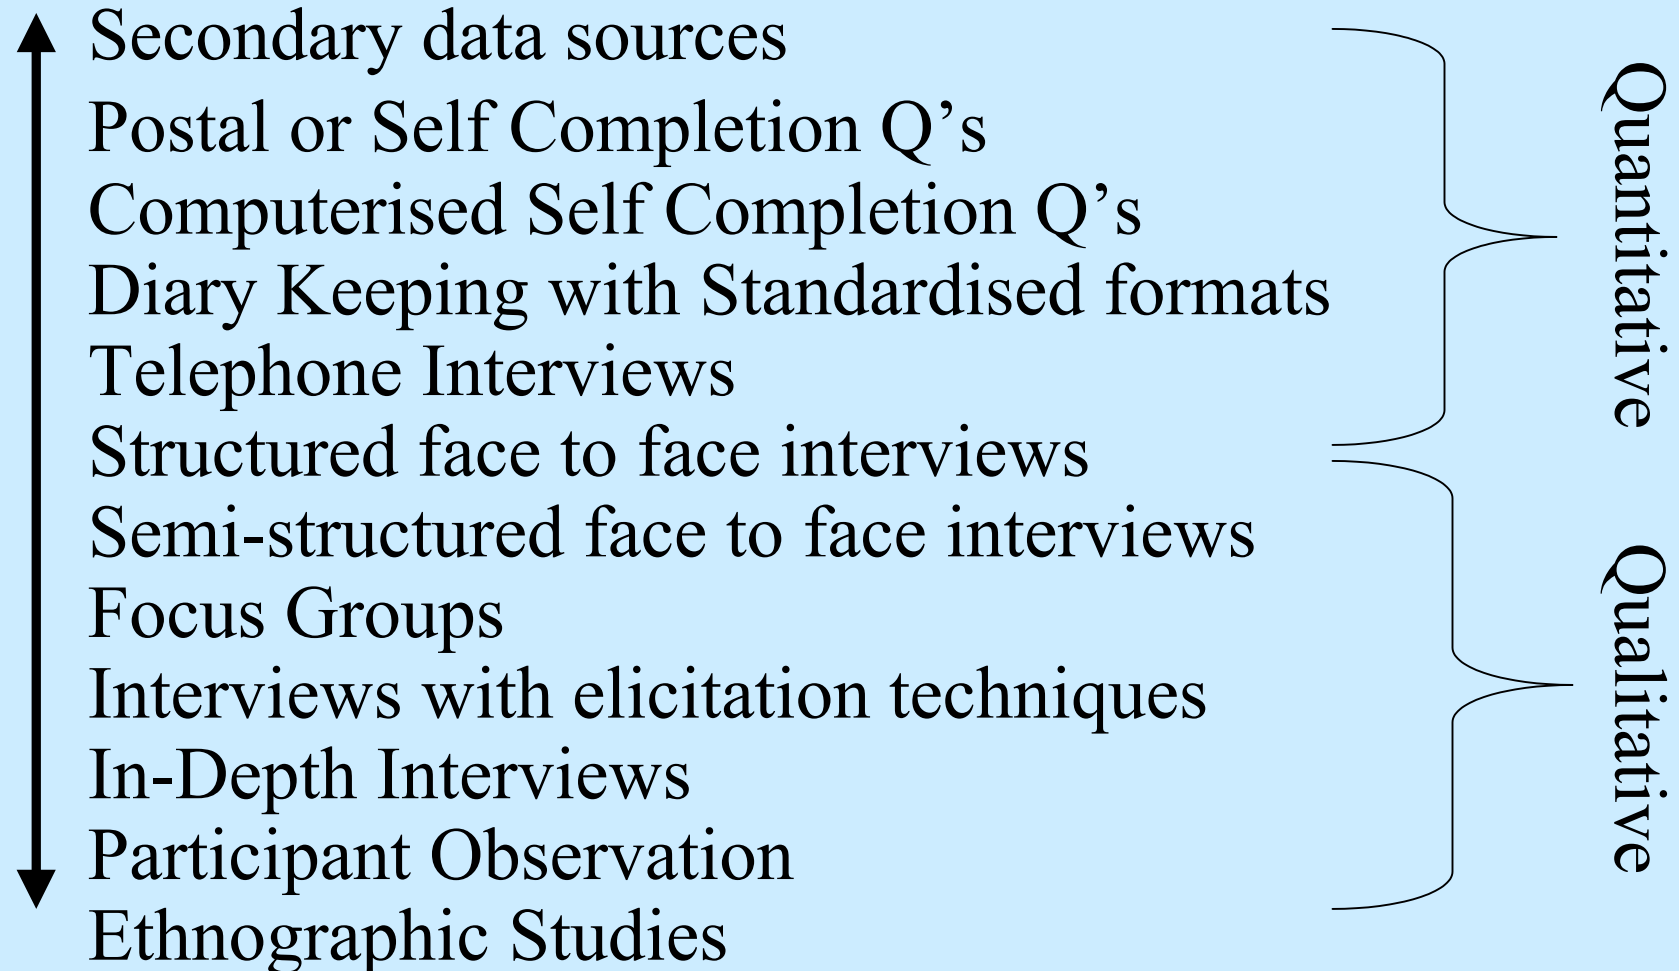 Secondary data sources
Postal or Self Completion Q’s
Computerised Self Completion Q’s
Diary Keeping with Standardised formats
Telephone Interviews
Structured face to face interviews
Semi-structured face to face interviews
Focus Groups
Interviews with elicitation techniques
In-Depth Interviews
Participant Observation
Ethnographic Studies
Quantitative
Qualitative